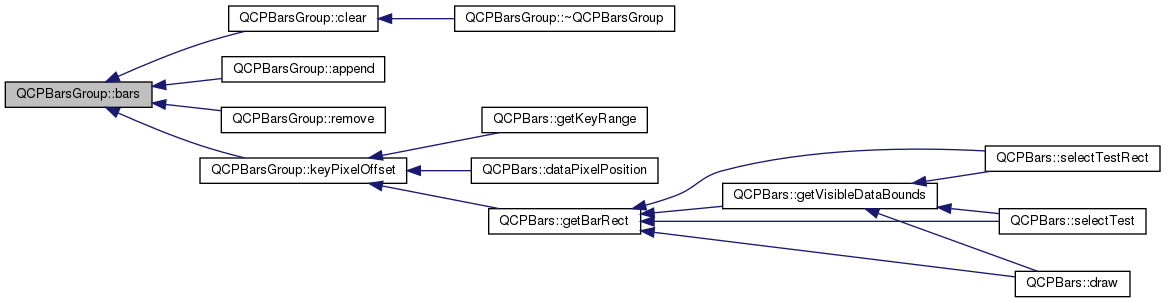 QCPBarsGroup::clear
QCPBarsGroup::~QCPBarsGroup
QCPBarsGroup::append
QCPBarsGroup::bars
QCPBarsGroup::remove
QCPBars::getKeyRange
QCPBars::selectTestRect
QCPBarsGroup::keyPixelOffset
QCPBars::dataPixelPosition
QCPBars::getVisibleDataBounds
QCPBars::getBarRect
QCPBars::selectTest
QCPBars::draw